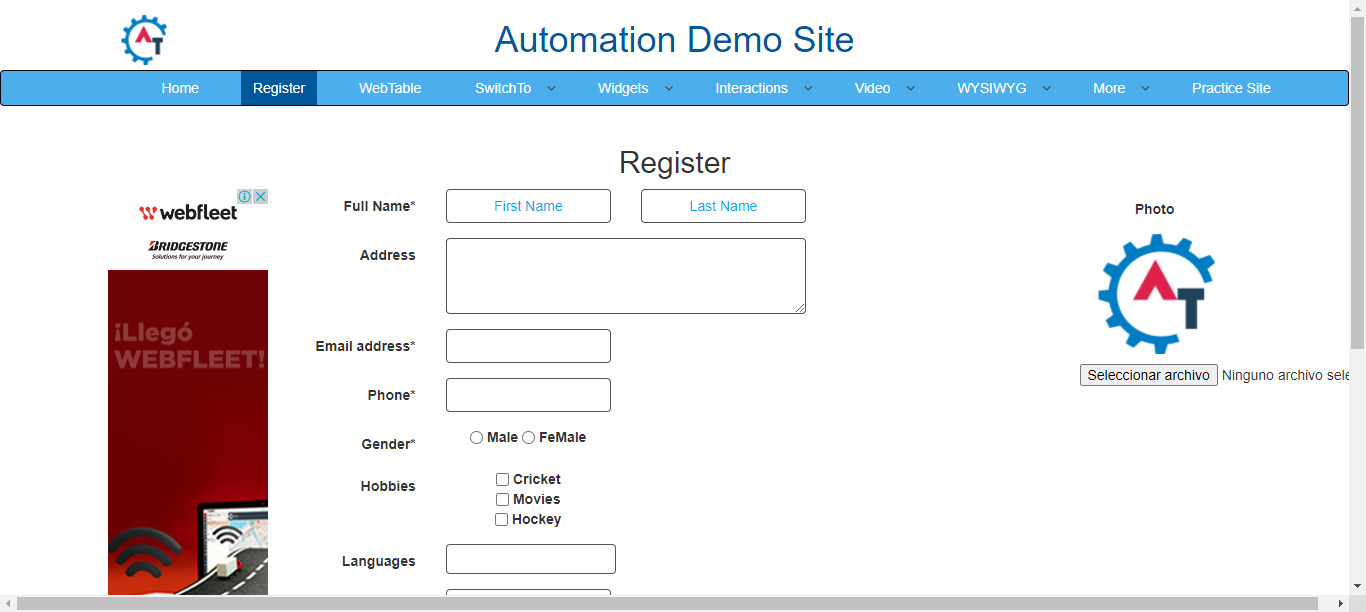 AT
Automation Demo Site
Home Register WebTable SwitchTo Widgets Interactions Video WYSIWYG More Practice Site
Register
webfleet
BRIDGESTONE
Solutions for your journey
¡Llegó
WEBFLEET!
Full Name* First Name Last Name
Address
Email address*
Phone*
Gender* Male FeMale
Hobbies Cricket
Movies
Hockey
Languages
Photo
AT
Seleccionar archivo Ninguno archivo sele